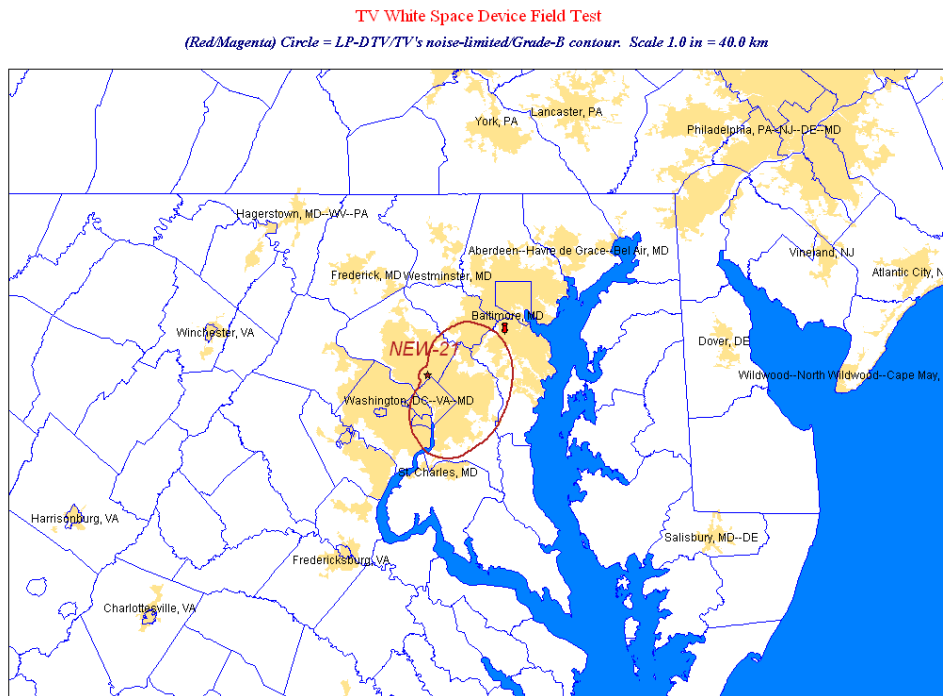 TV White Space Device Field Test
(Red/Magenta) Circle = LP-DTV/TV's noise-limited/Grade-B contour. Scale 1.0 in = 40.0 km
Lancaster, PA
York, PA
Philadelphia, PA--NJ--DE--MD
Hagerstown, MD--WV--PA
Aberdeen--Havre de Grace--Bel Air, MD
Vineland, NJ
Frederick, MD
Westminster, MD
Atlantic City, N
Baltimore, MD
Winchester, VA
Dover, DE
NEW-21
Wildwood--North Wildwood--Cape May,
Washington, DC--VA--MD
St. Charles, MD
Harrisonburg, VA
Salisbury, MD--DE
Fredericksburg, VA
Charlottesville, VA